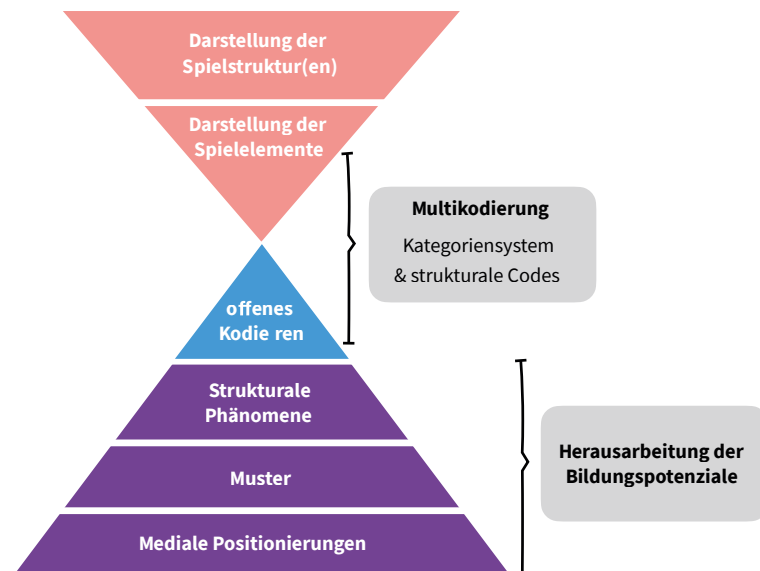 Darstellung der
Spielstruktur(en)
Darstellung der
Spielelemente
Multikodierung
Kategoriensystem
& strukturale Codes
offenes
Kodie ren
Strukturale
Phänomene
Muster
Herausarbeitung der
Bildungspotenziale
Mediale Positionierungen